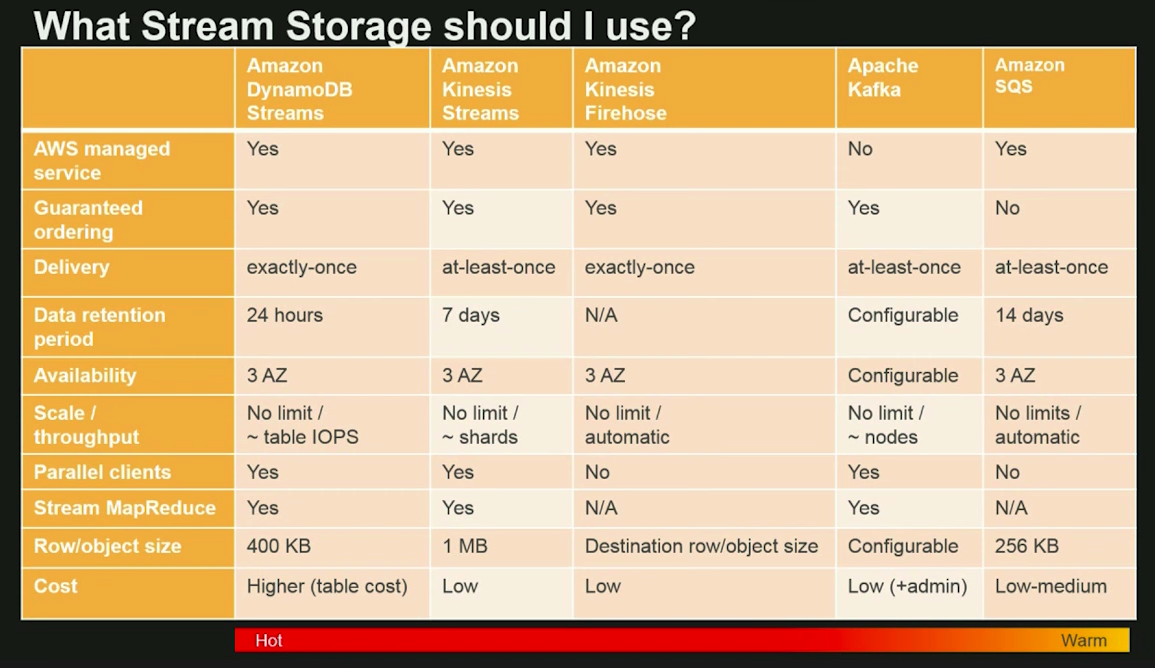 What Stream Storage should I use?
Amazon DynamoDB Streams
Amazon Kinesis Streams
Amazon Kinesis Firehose
Apache Kafka
Amazon SQS
AWS managed service
Yes
Yes
Yes
No
Yes
Guaranteed ordering
Yes
Yes
Yes
Yes
No
Delivery
exactly-once
at-least-once
exactly-once
at-least-once
at-least-once
Data retention period
24 hours
7 days
N/A
Configurable
14 days
Availability
3 AZ
3 AZ
3 AZ
Configurable
3 AZ
Scale / throughput
No limit / ~ table IOPS
No limit / ~ shards
No limit / automatic
No limit / ~ nodes
No limits / automatic
Parallel clients
Yes
Yes
No
Yes
No
Stream MapReduce
Yes
Yes
N/A
Yes
N/A
Row/object size
400 KB
1 MB
Destination row/object size
Configurable
256 KB
Cost
Higher (table cost)
Low
Low
Low (+admin)
Low-medium
Hot
Warm